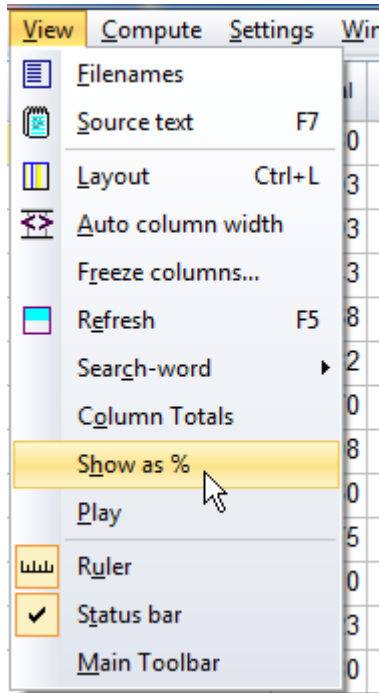 View Compute Settings
Filenames
Source text F7
Layout Ctrl+L
Auto column width
Freeze columns...
Refresh F5
Search-word
Column Totals
Show as %
Play
Ruler
Status bar
Main Toolbar